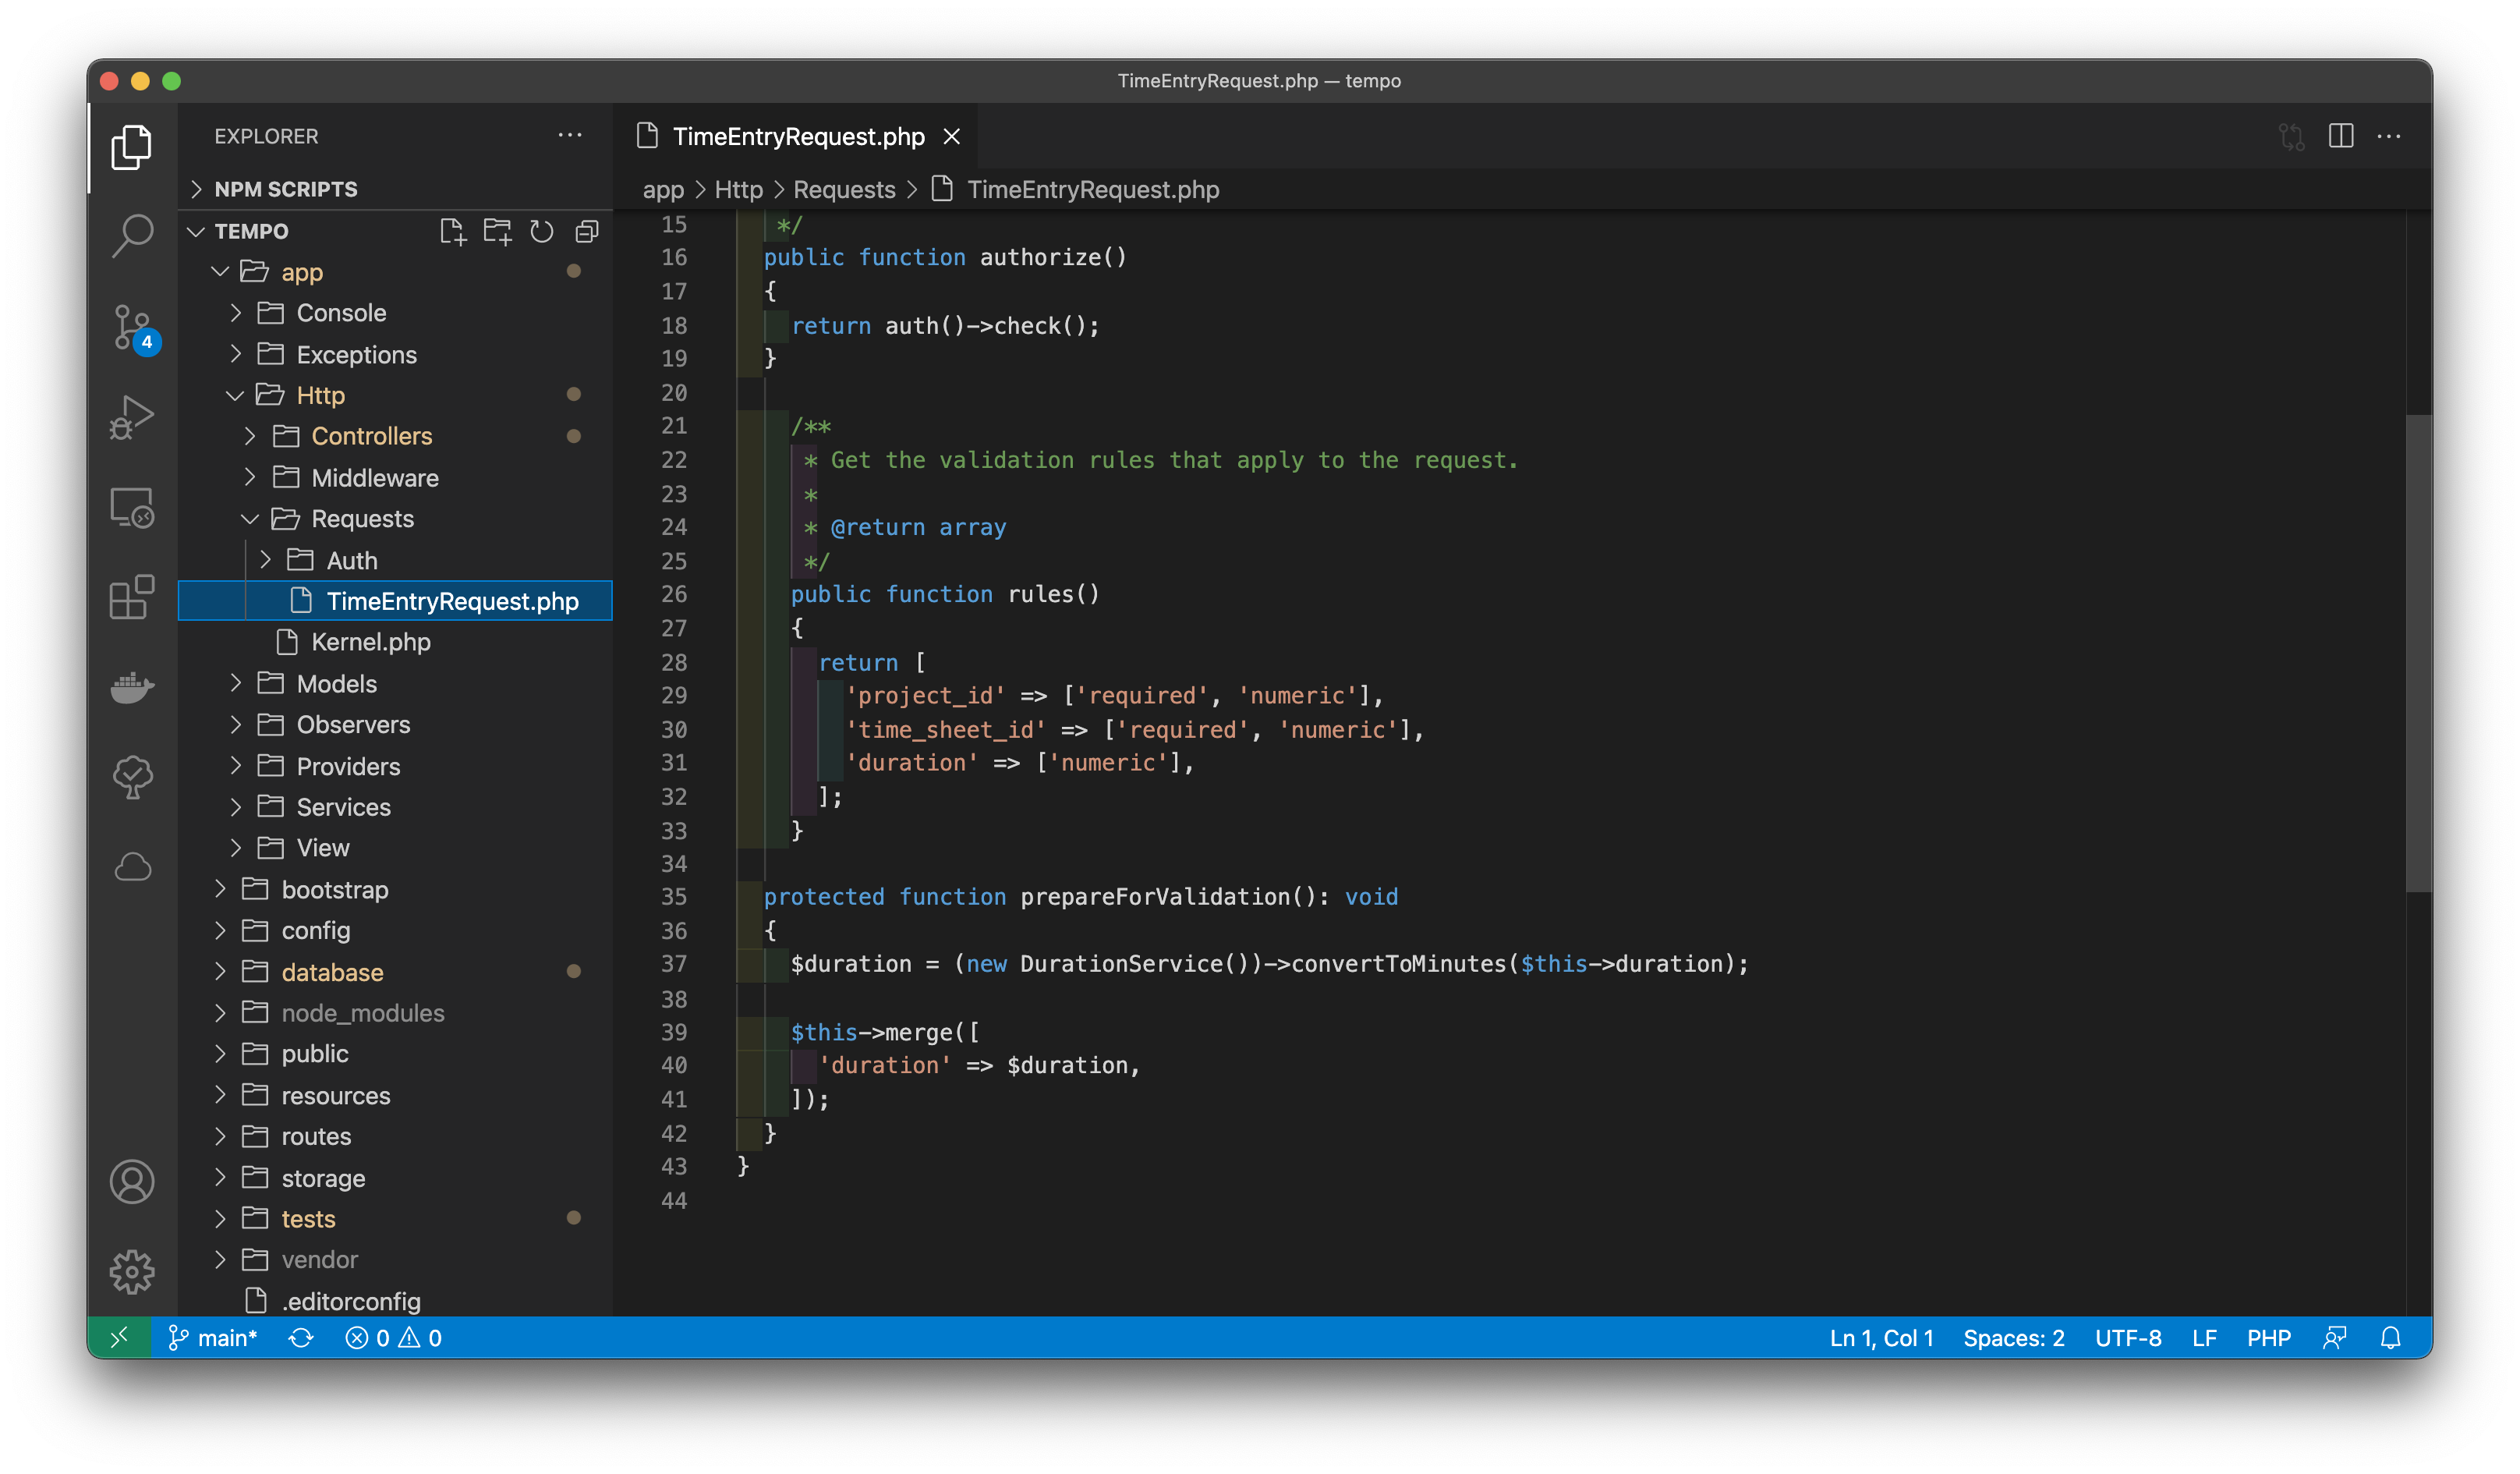 TimeEntryRequest.php — tempo
EXPLORER
NPM SCRIPTS
TEMPO
app
Console
Exceptions
Http
Controllers
Middleware
Requests
Auth
TimeEntryRequest.php
Kernel.php
Models
Observers
Providers
Services
View
bootstrap
config
database
node_modules
public
resources
routes
storage
tests
vendor
.editorconfig
4
TimeEntryRequest.php
app > Http > Requests > TimeEntryRequest.php
15 */
16 public function authorize()
17 {
18 return auth()->check();
19 }
20
21 /**
22 * Get the validation rules that apply to the request.
23 *
24 * @return array
25 */
26 public function rules()
27 {
28 return [
29 'project_id' => ['required', 'numeric'],
30 'time_sheet_id' => ['required', 'numeric'],
31 'duration' => ['numeric'],
32 ];
33 }
34
35 protected function prepareForValidation(): void
36 {
37 $duration = (new DurationService())->convertToMinutes($this->duration);
38
39 $this->merge([
40 'duration' => $duration,
41 ]);
42 }
43 }
44
main* 0 0 Ln 1, Col 1 Spaces: 2 UTF-8 LF PHP